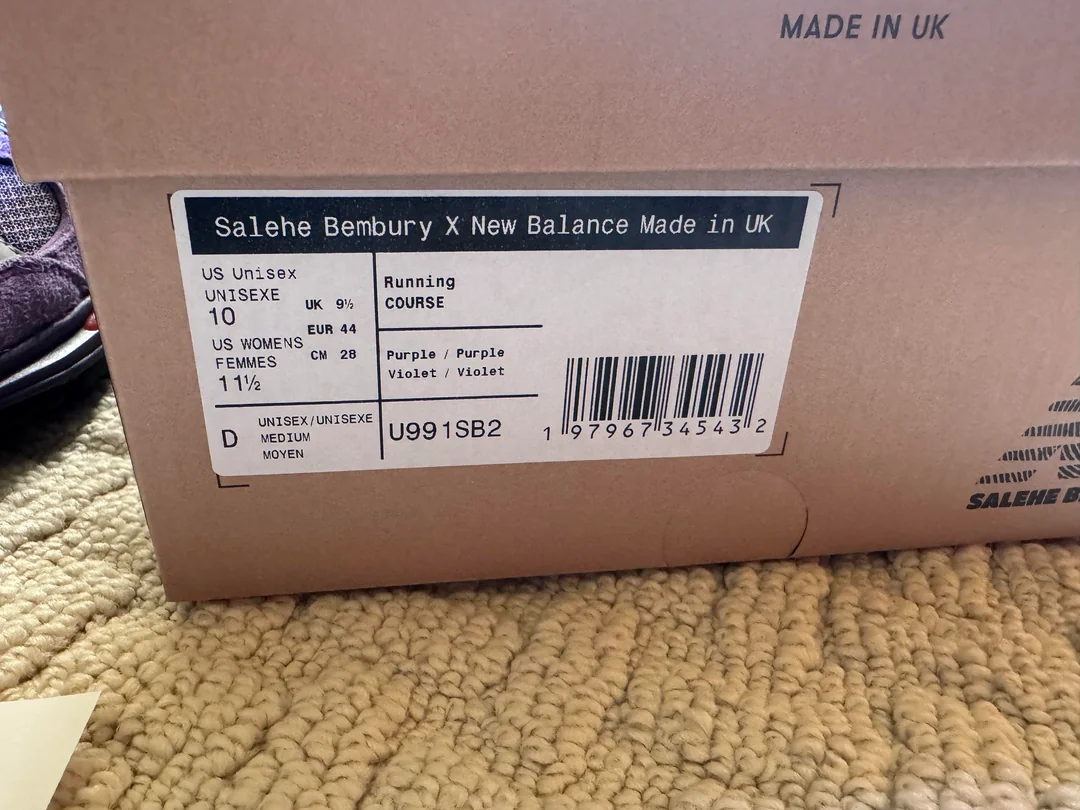 MADE IN UK
Salehe Bembury X New Balance Made in UK
US Unisex
UNISEXE
10
US WOMENS
FEMMES
11½
UK 9½
EUR 44
CM 28
Running
COURSE
Purple / Purple
Violet / Violet
D
UNISEX/UNISEXE
MEDIUM
MOYEN
U991SB2
1 97967 34543 2
SALEHE B